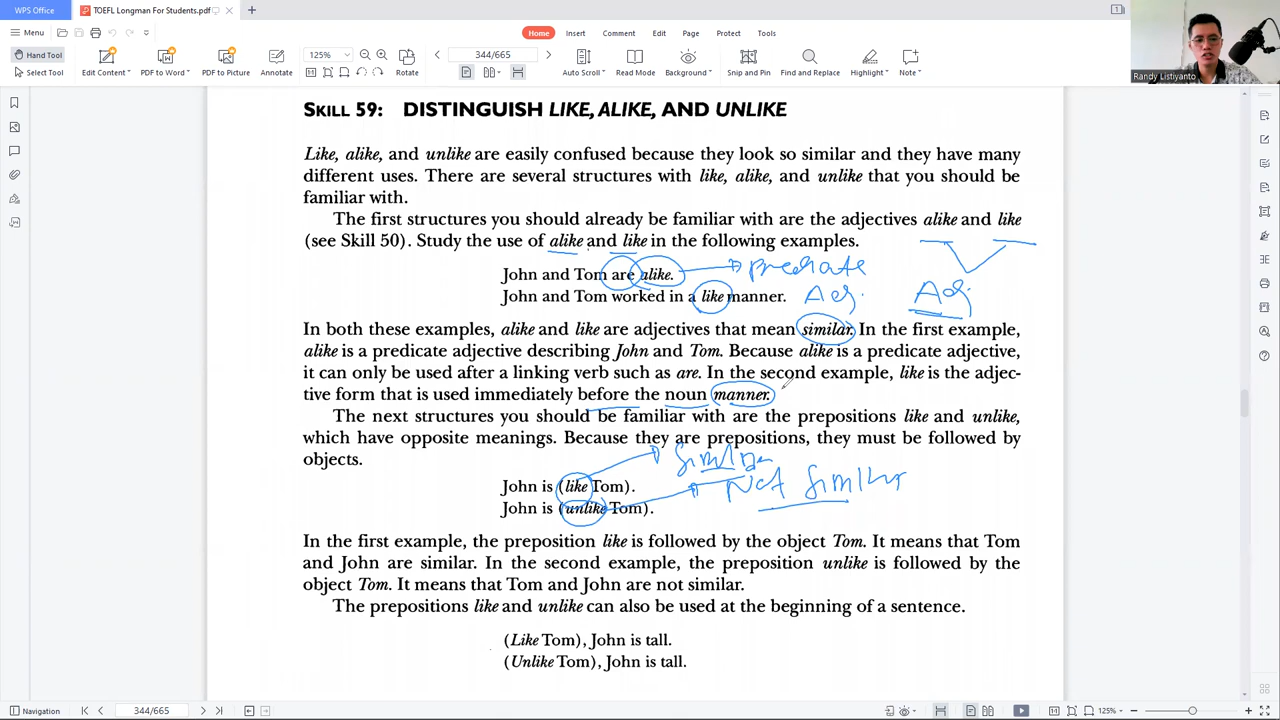 WPS Office
TOEFL Longman For Students.pdf
Menu
Home Insert Comment Edit Page Protect Tools
Hand Tool
Select Tool
Edit Content
PDF to Word
PDF to Picture
Annotate
125%
Rotate
344/665
Auto Scroll
Read Mode
Background
Snip and Pin
Find and Replace
Highlight
Note
Randy Listiyanto
SKILL 59: DISTINGUISH LIKE, ALIKE, AND UNLIKE
Like, alike, and unlike are easily confused because they look so similar and they have many
different uses. There are several structures with like, alike, and unlike that you should be
familiar with.
The first structures you should already be familiar with are the adjectives alike and like
(see Skill 50). Study the use of alike and like in the following examples.
John and Tom are alike. predicate
John and Tom worked in a like manner. Adj. Adj
In both these examples, alike and like are adjectives that mean similar. In the first example,
alike is a predicate adjective describing John and Tom. Because alike is a predicate adjective,
it can only be used after a linking verb such as are. In the second example, like is the adjec-
tive form that is used immediately before the noun manner.
The next structures you should be familiar with are the prepositions like and unlike,
which have opposite meanings. Because they are prepositions, they must be followed by
objects.
Similar
John is (like Tom). Not Similar
John is (unlike Tom).
In the first example, the preposition like is followed by the object Tom. It means that Tom
and John are similar. In the second example, the preposition unlike is followed by the
object Tom. It means that Tom and John are not similar.
The prepositions like and unlike can also be used at the beginning of a sentence.
(Like Tom), John is tall.
(Unlike Tom), John is tall.
Navigation
344/665
125%